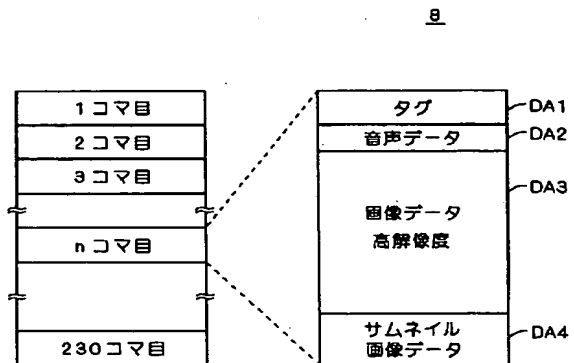 8
1コマ目
2コマ目
3コマ目
nコマ目
230コマ目
タグ
DA1
音声データ
DA2
画像データ
高解像度
DA3
サムネイル
画像データ
DA4